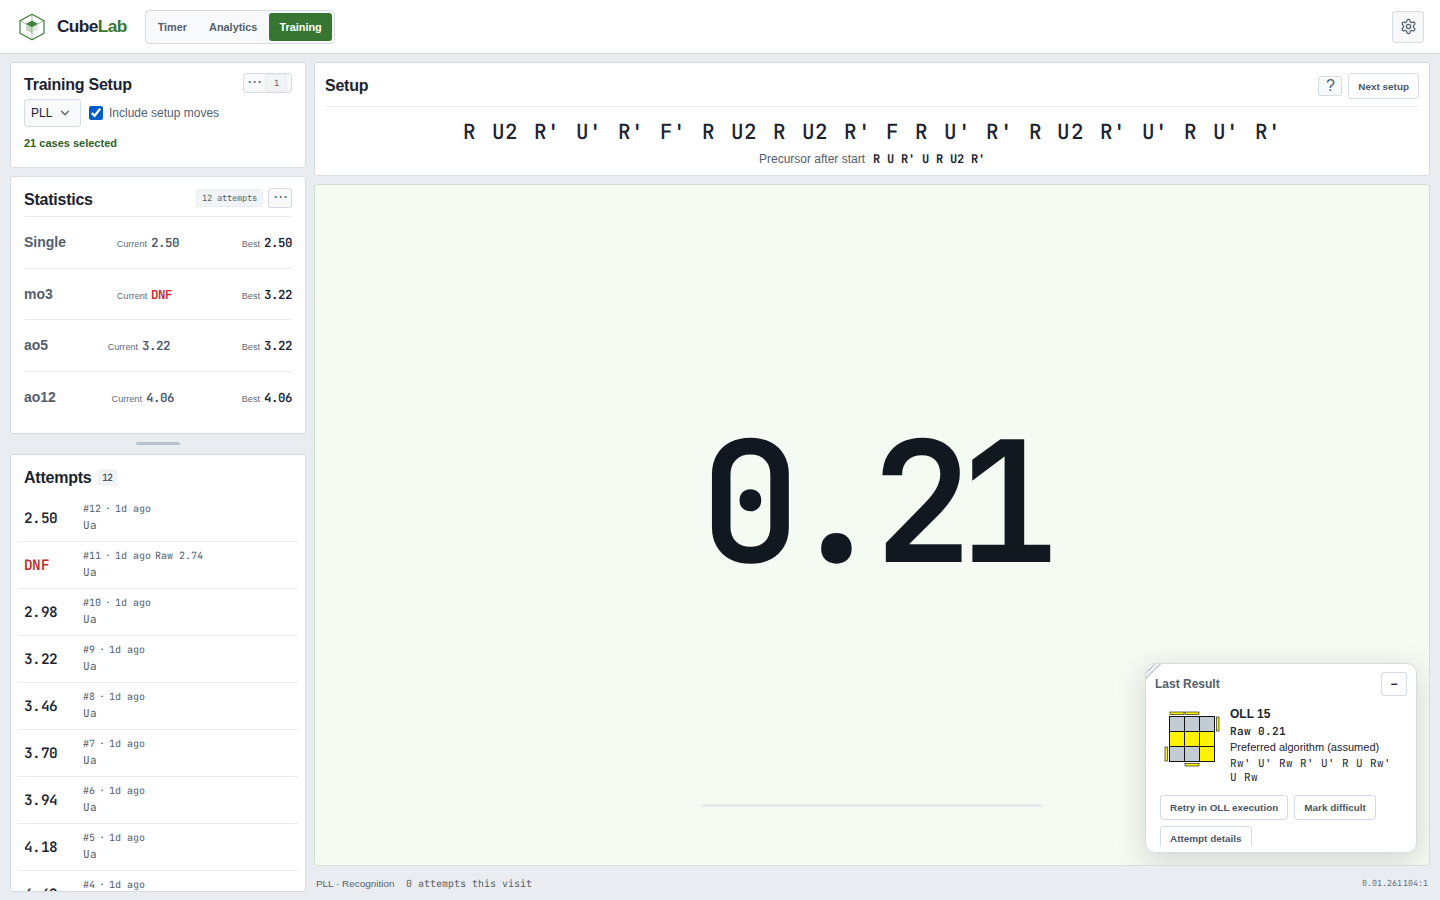 CubeLab
Timer Analytics Training
Training Setup
··· 1
PLL
Include setup moves
21 cases selected
Statistics
12 attempts ···
Single Current 2.50 Best 2.50
mo3 Current DNF Best 3.22
ao5 Current 3.22 Best 3.22
ao12 Current 4.06 Best 4.06
Attempts 12
2.50 #12 · 1d ago
Ua
DNF #11 · 1d ago Raw 2.74
Ua
2.98 #10 · 1d ago
Ua
3.22 #9 · 1d ago
Ua
3.46 #8 · 1d ago
Ua
3.70 #7 · 1d ago
Ua
3.94 #6 · 1d ago
Ua
4.18 #5 · 1d ago
Ua
#4 · 1d ago
Setup
? Next setup
R U2 R' U' R' F' R U2 R U2 R' F R U' R' R U2 R' U' R U' R'
Precursor after start R U R' U R U2 R'
0.21
Last Result
−
OLL 15
Raw 0.21
Preferred algorithm (assumed)
Rw' U' Rw R' U' R U Rw'
U Rw
Retry in OLL execution Mark difficult
Attempt details
PLL · Recognition 0 attempts this visit
0.01.261104:1